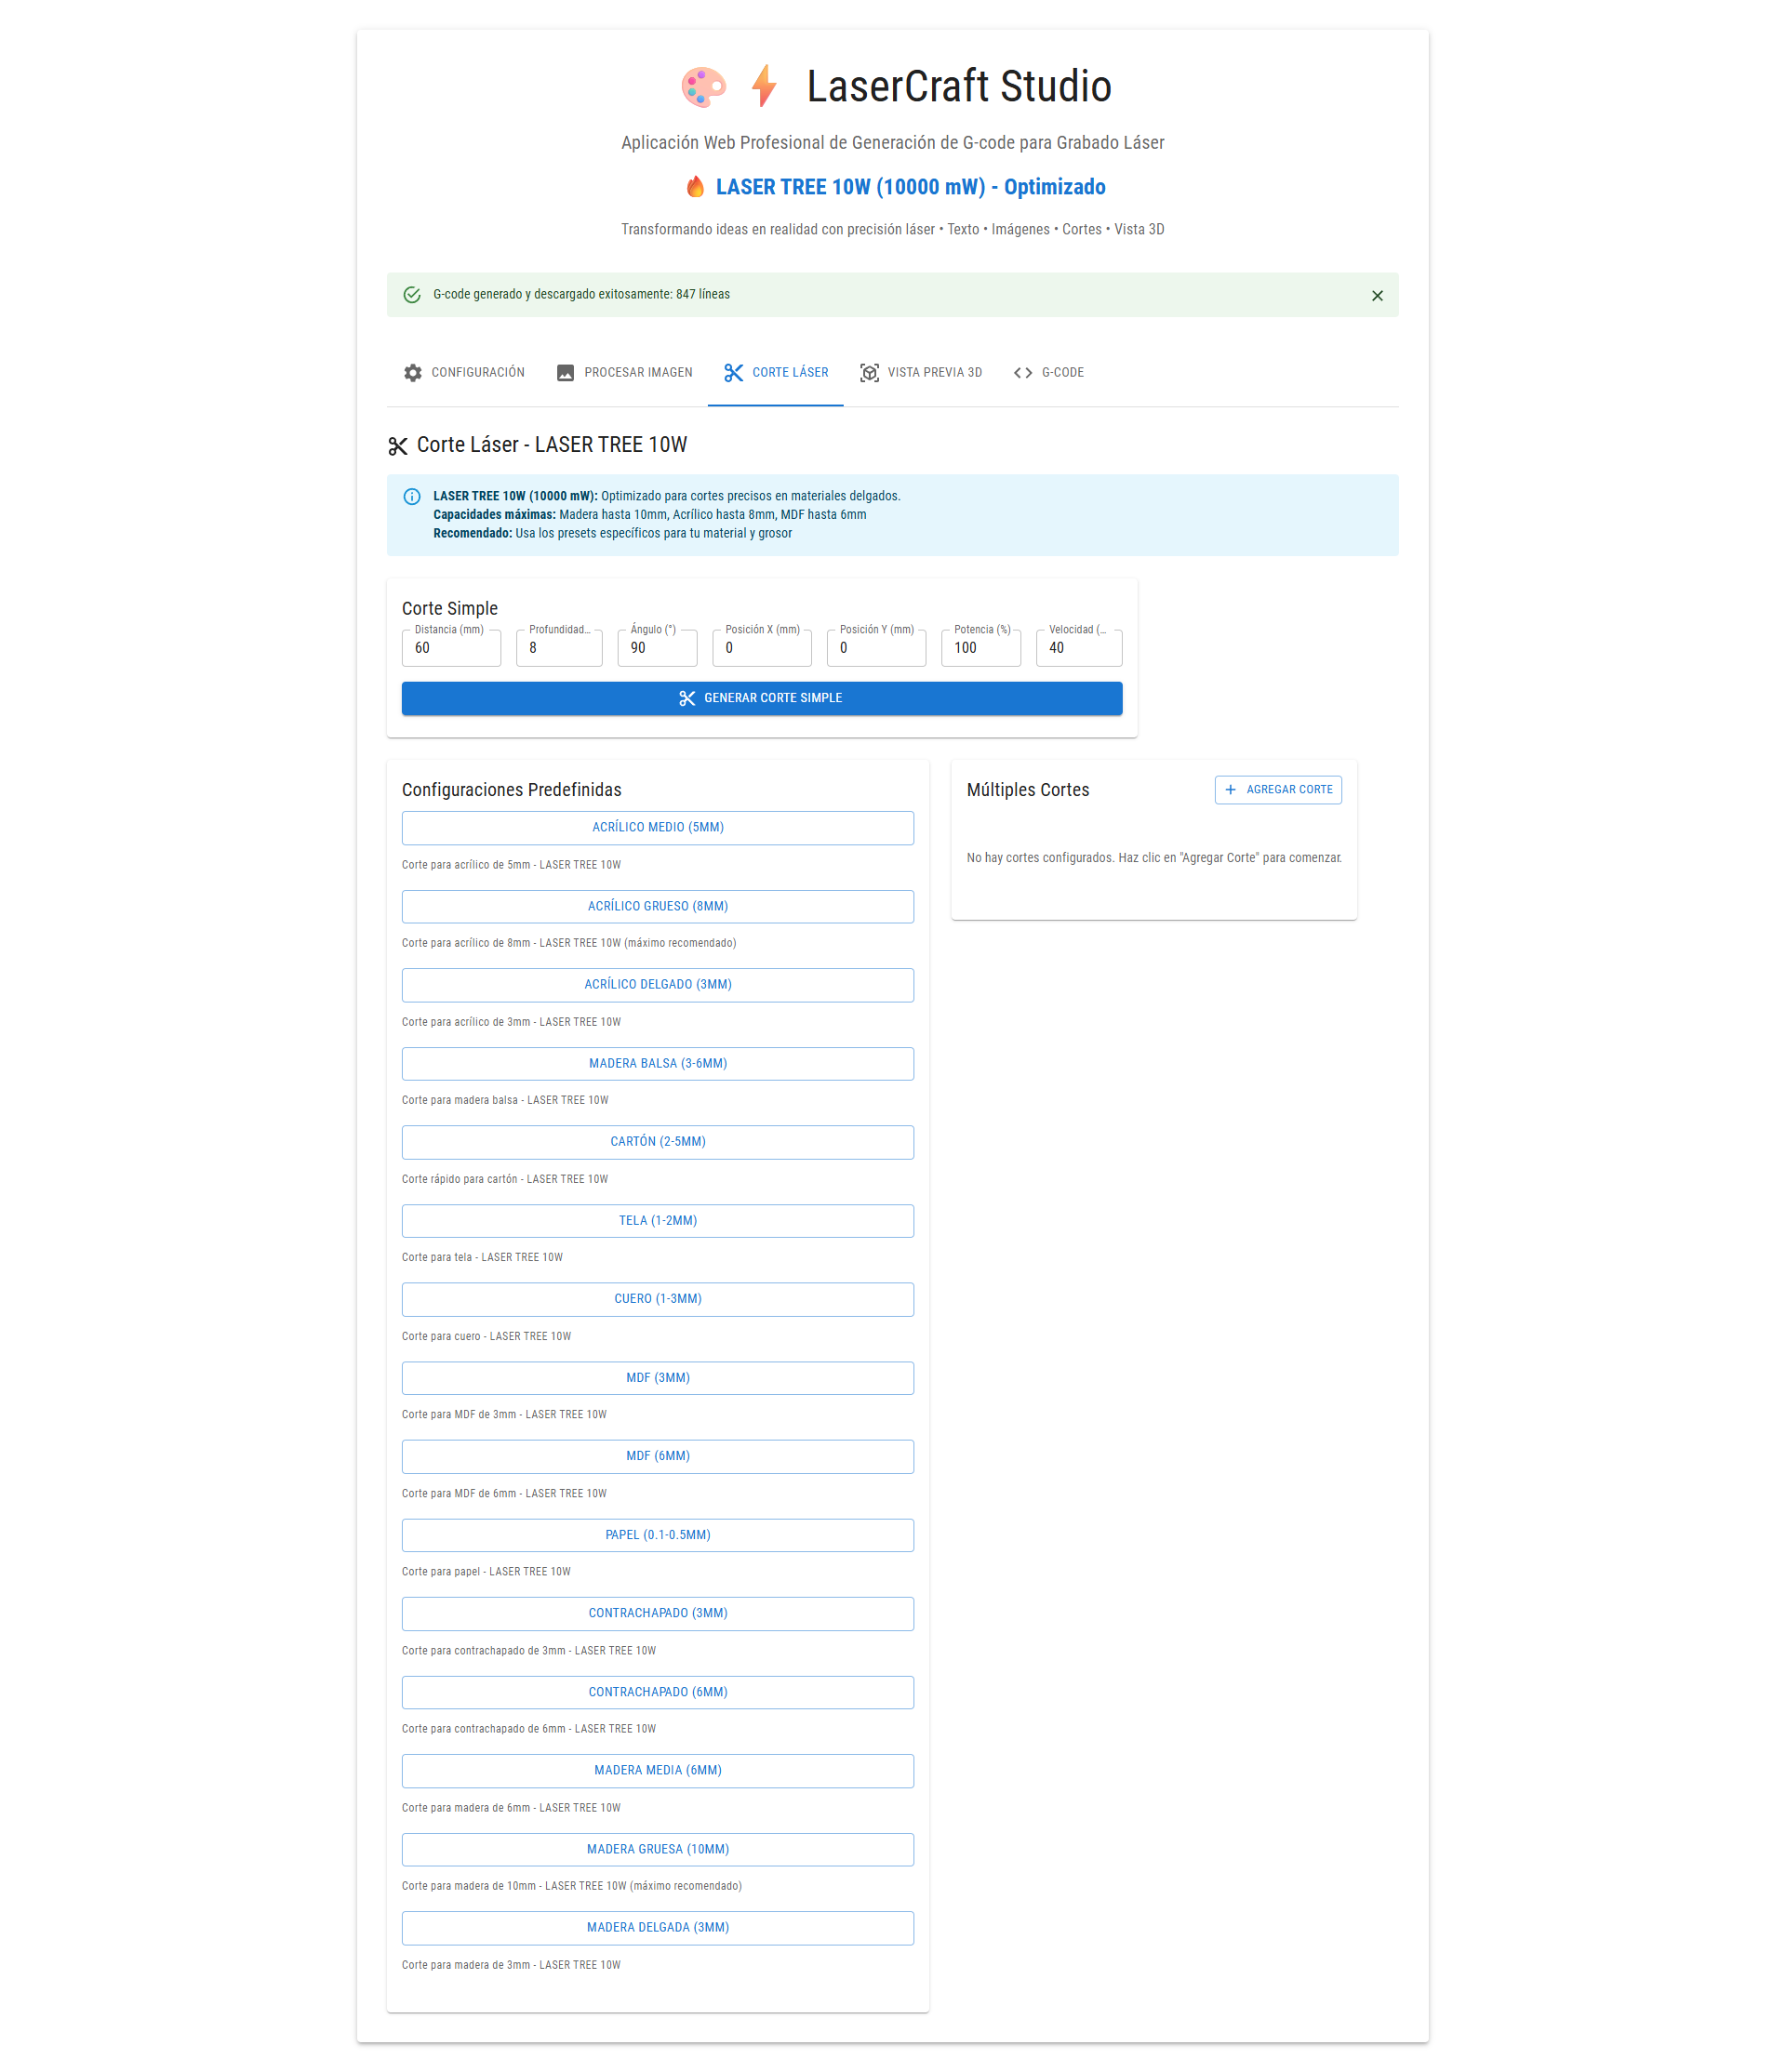 LaserCraft Studio
Aplicación Web Profesional de Generación de G-code para Grabado Láser
LASER TREE 10W (10000 mW) - Optimizado
Transformando ideas en realidad con precisión láser • Texto • Imágenes • Cortes • Vista 3D
G-code generado y descargado exitosamente: 847 líneas
CONFIGURACIÓN PROCESAR IMAGEN CORTE LÁSER VISTA PREVIA 3D G-CODE
Corte Láser - LASER TREE 10W
LASER TREE 10W (10000 mW): Optimizado para cortes precisos en materiales delgados.
Capacidades máximas: Madera hasta 10mm, Acrílico hasta 8mm, MDF hasta 6mm
Recomendado: Usa los presets específicos para tu material y grosor
Corte Simple
Distancia (mm) Profundidad... Ángulo (°) Posición X (mm) Posición Y (mm) Potencia (%) Velocidad (...
60 8 90 0 0 100 40
GENERAR CORTE SIMPLE
Configuraciones Predefinidas
ACRÍLICO MEDIO (5MM)
Corte para acrílico de 5mm - LASER TREE 10W
ACRÍLICO GRUESO (8MM)
Corte para acrílico de 8mm - LASER TREE 10W (máximo recomendado)
ACRÍLICO DELGADO (3MM)
Corte para acrílico de 3mm - LASER TREE 10W
MADERA BALSA (3-6MM)
Corte para madera balsa - LASER TREE 10W
CARTÓN (2-5MM)
Corte rápido para cartón - LASER TREE 10W
TELA (1-2MM)
Corte para tela - LASER TREE 10W
CUERO (1-3MM)
Corte para cuero - LASER TREE 10W
MDF (3MM)
Corte para MDF de 3mm - LASER TREE 10W
MDF (6MM)
Corte para MDF de 6mm - LASER TREE 10W
PAPEL (0.1-0.5MM)
Corte para papel - LASER TREE 10W
CONTRACHAPADO (3MM)
Corte para contrachapado de 3mm - LASER TREE 10W
CONTRACHAPADO (6MM)
Corte para contrachapado de 6mm - LASER TREE 10W
MADERA MEDIA (6MM)
Corte para madera de 6mm - LASER TREE 10W
MADERA GRUESA (10MM)
Corte para madera de 10mm - LASER TREE 10W (máximo recomendado)
MADERA DELGADA (3MM)
Corte para madera de 3mm - LASER TREE 10W
Múltiples Cortes
AGREGAR CORTE
No hay cortes configurados. Haz clic en "Agregar Corte" para comenzar.